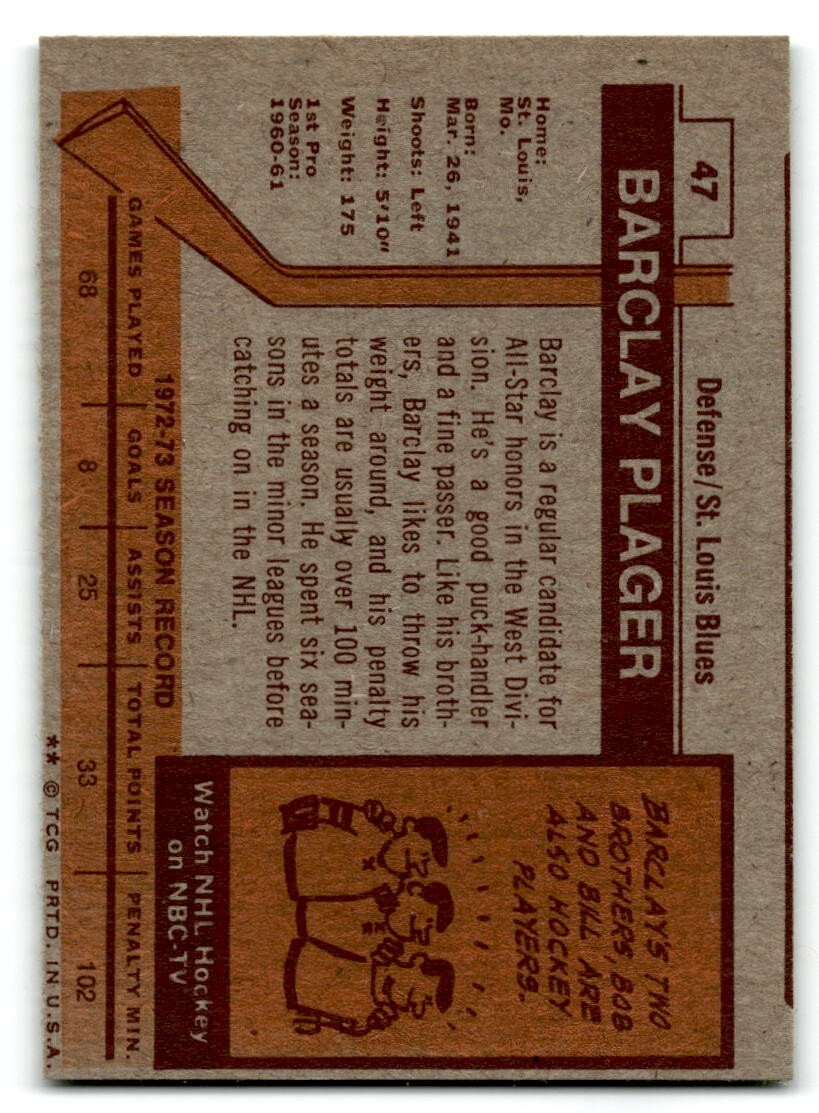 47
Defense/St. Louis Blues
BARCLAY PLAGER
Home:
St. Louis,
Mo.
Born:
Mar. 26, 1941
Shoots: Left
Height: 5'10"
Weight: 175
1st Pro
Season:
1960-61
Barclay is a regular candidate for
All-Star honors in the West Divi-
sion. He's a good puck-handler
and a fine passer. Like his broth-
ers, Barclay likes to throw his
weight around, and his penalty
totals are usually over 100 min-
utes a season. He spent six sea-
sons in the minor leagues before
catching on in the NHL.
BARCLAY'S TWO
BROTHERS, BOB
AND BILL ARE
ALSO HOCKEY
PLAYERS.
Watch NHL Hockey
on NBC-TV
1972-73 SEASON RECORD
GAMES PLAYED GOALS ASSISTS TOTAL POINTS PENALTY MIN.
68 8 25 33 102
** © TCG PRTD. IN U.S.A.